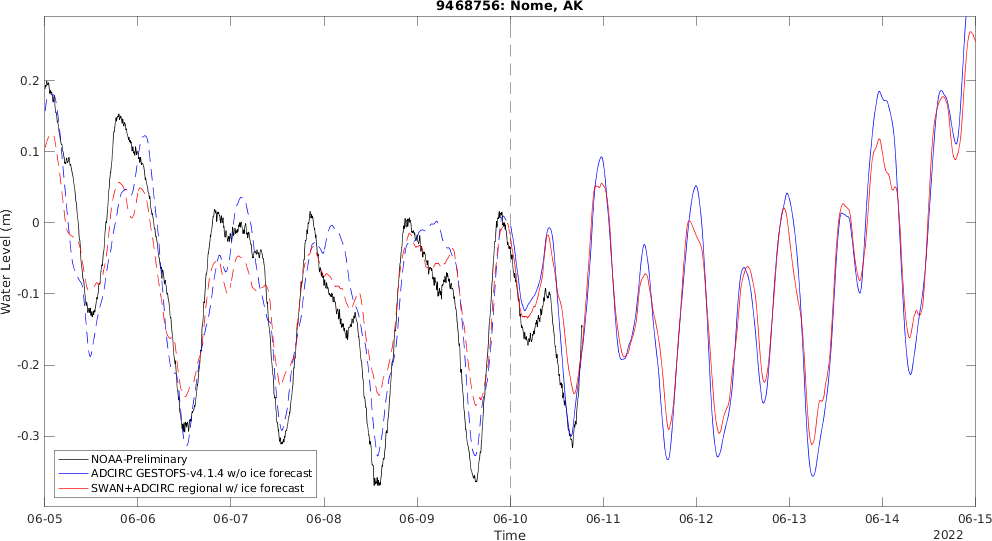 9468756: Nome, AK
Water Level (m)
0.2
0.1
0
-0.1
-0.2
-0.3
NOAA-Preliminary
ADCIRC GESTOFS-v4.1.4 w/o ice forecast
SWAN+ADCIRC regional w/ ice forecast
06-05 06-06 06-07 06-08 06-09 06-10 06-11 06-12 06-13 06-14 06-15
Time
2022